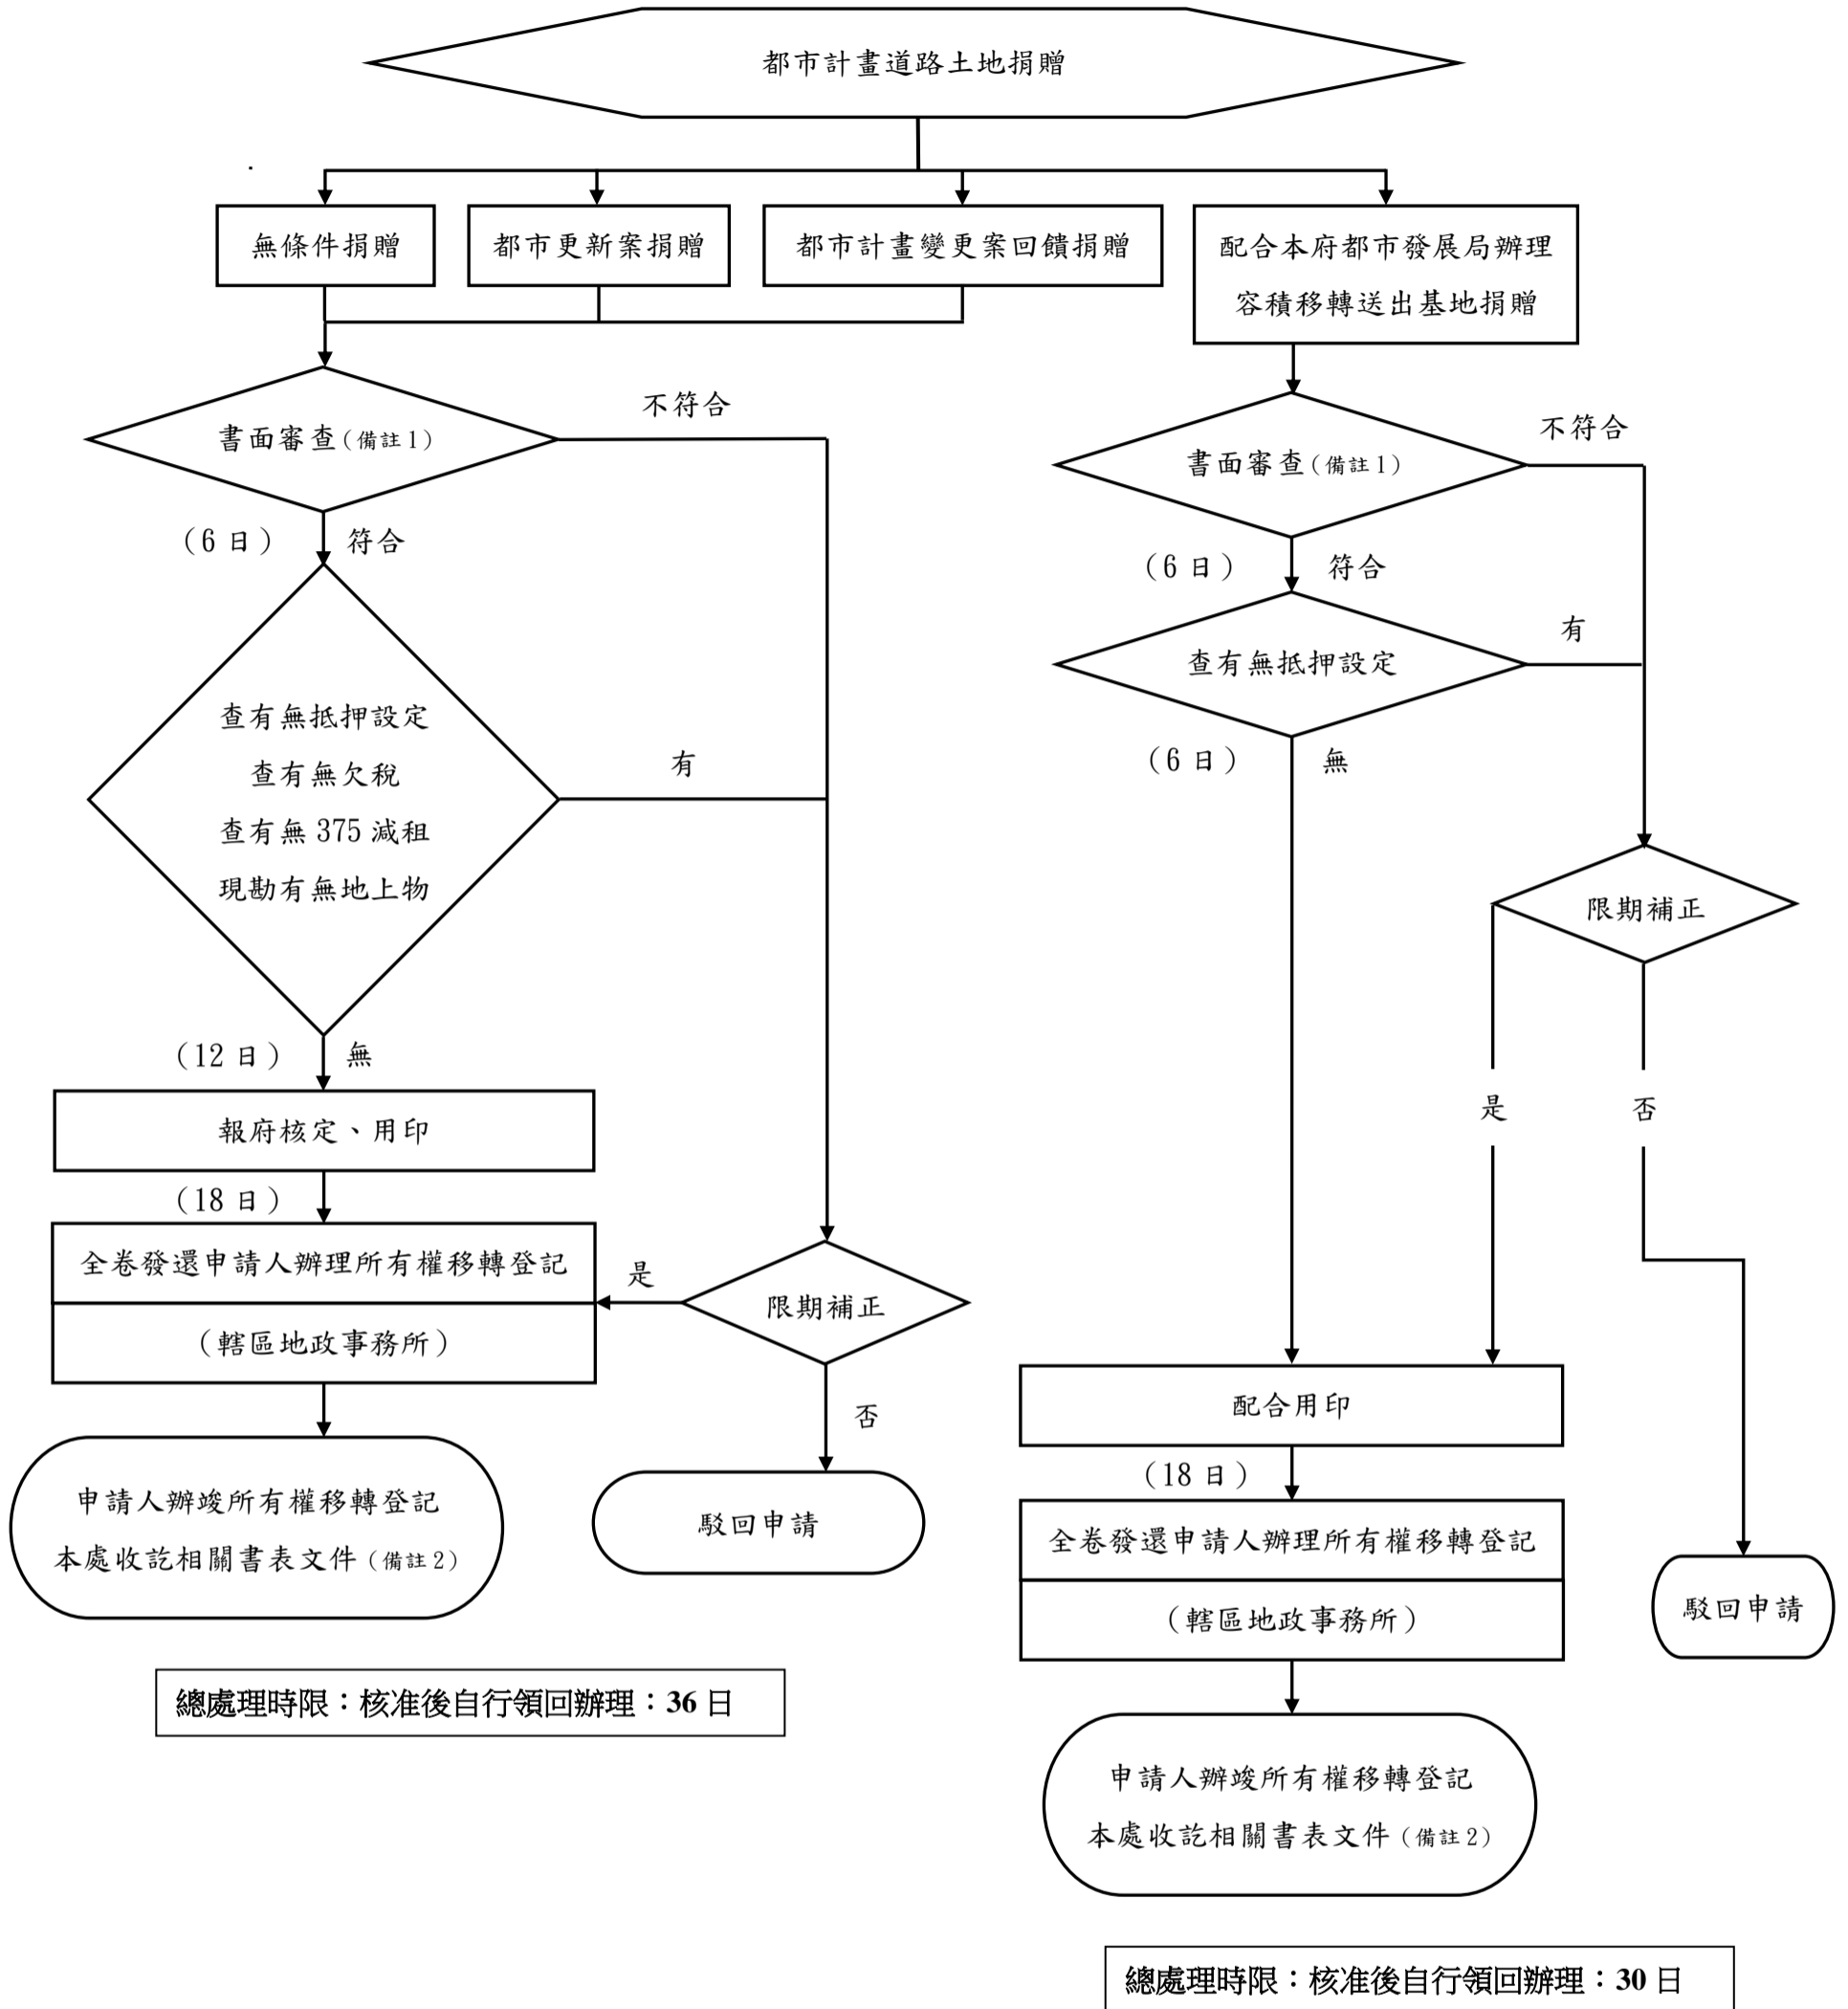 都市計畫道路土地捐贈
無條件捐贈
都市更新案捐贈
都市計畫變更案回饋捐贈
配合本府都市發展局辦理
容積移轉送出基地捐贈
書面審查(備註1)
不符合
(6日)
符合
查有無抵押設定
查有無欠稅
查有無 375 減租
現勘有無地上物
有
(12日)
無
報府核定、用印
(18日)
全卷發還申請人辦理所有權移轉登記
(轄區地政事務所)
是
限期補正
否
申請人辦竣所有權移轉登記
本處收訖相關書表文件(備註2)
駁回申請
總處理時限：核准後自行領回辦理：36 日
書面審查(備註1)
不符合
(6日)
符合
查有無抵押設定
有
(6日)
無
限期補正
是
否
配合用印
(18日)
全卷發還申請人辦理所有權移轉登記
(轄區地政事務所)
駁回申請
申請人辦竣所有權移轉登記
本處收訖相關書表文件(備註2)
總處理時限：核准後自行領回辦理：30 日